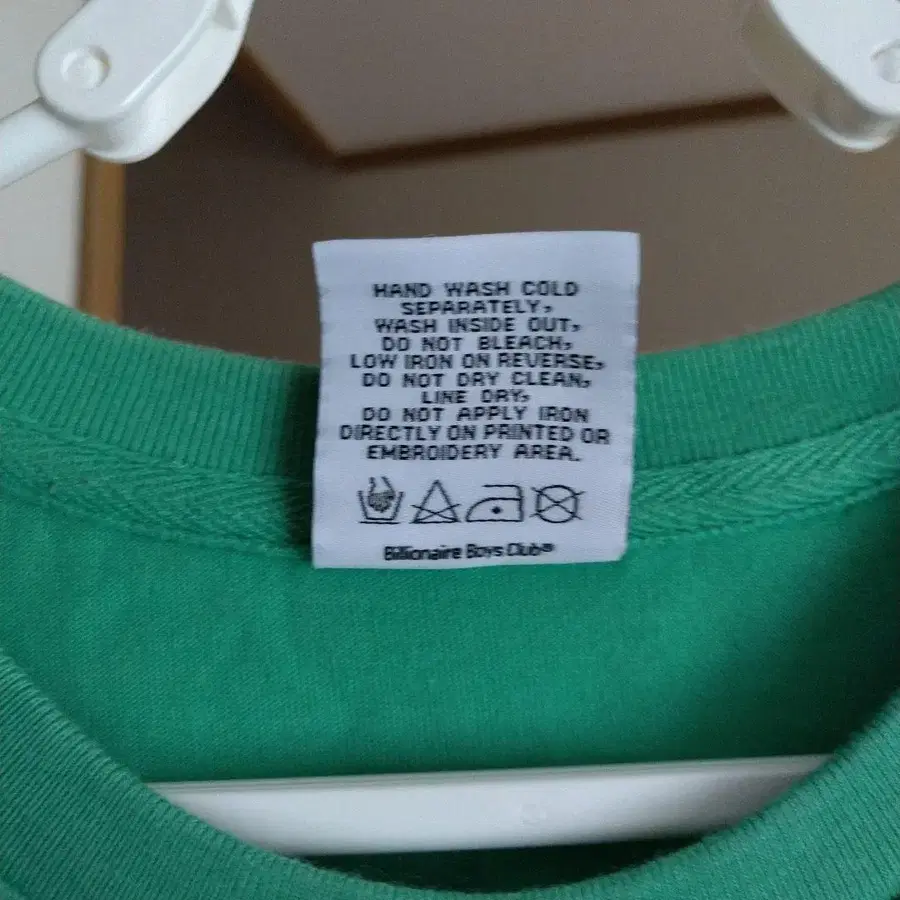 HAND WASH COLD
SEPARATELY,
WASH INSIDE OUT,
DO NOT BLEACH,
LOW IRON ON REVERSE,
DO NOT DRY CLEAN,
LINE DRY,
DO NOT APPLY IRON
DIRECTLY ON PRINTED OR
EMBROIDERY AREA.
Billionaire Boys Club®